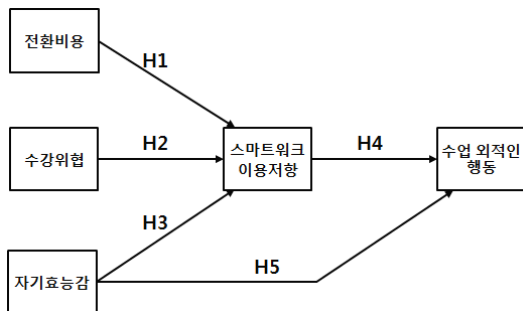 전환비용
H1
수강위협
H2
스마트워크
이용저항
H4
수업 외적인
행동
H3
자기효능감
H5